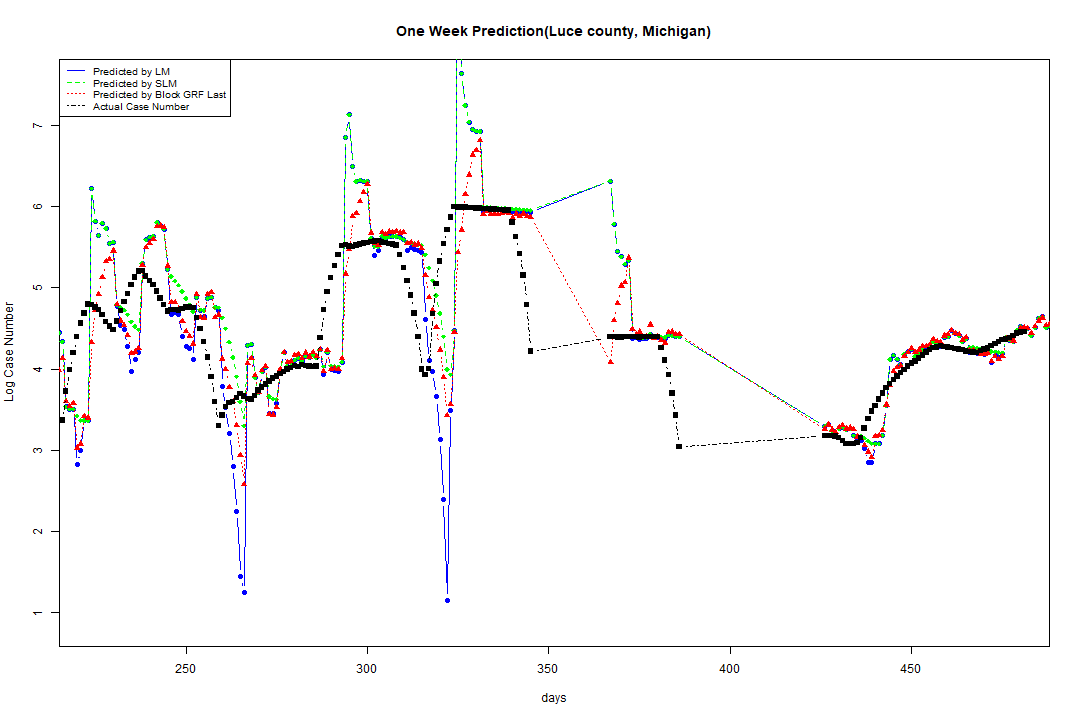 One Week Prediction(Luce county, Michigan)
Predicted by LM
Predicted by SLM
Predicted by Block GRF Last
Actual Case Number
Log Case Number
7
6
5
4
3
2
1
250 300 350 400 450
days